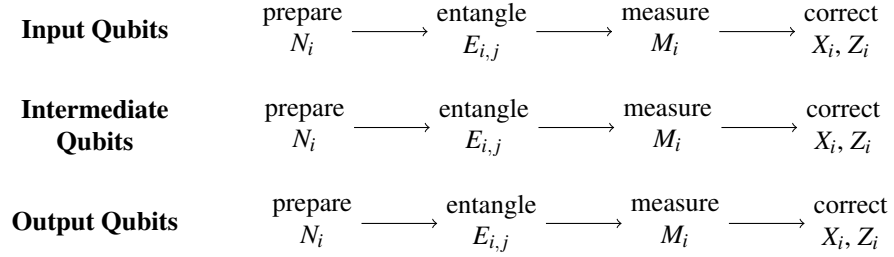 prepare entangle measure correct
Input Qubits
N_i E_{i,j} M_i X_i, Z_i
prepare entangle measure correct
Intermediate
Qubits
N_i E_{i,j} M_i X_i, Z_i
prepare entangle measure correct
Output Qubits
N_i E_{i,j} M_i X_i, Z_i